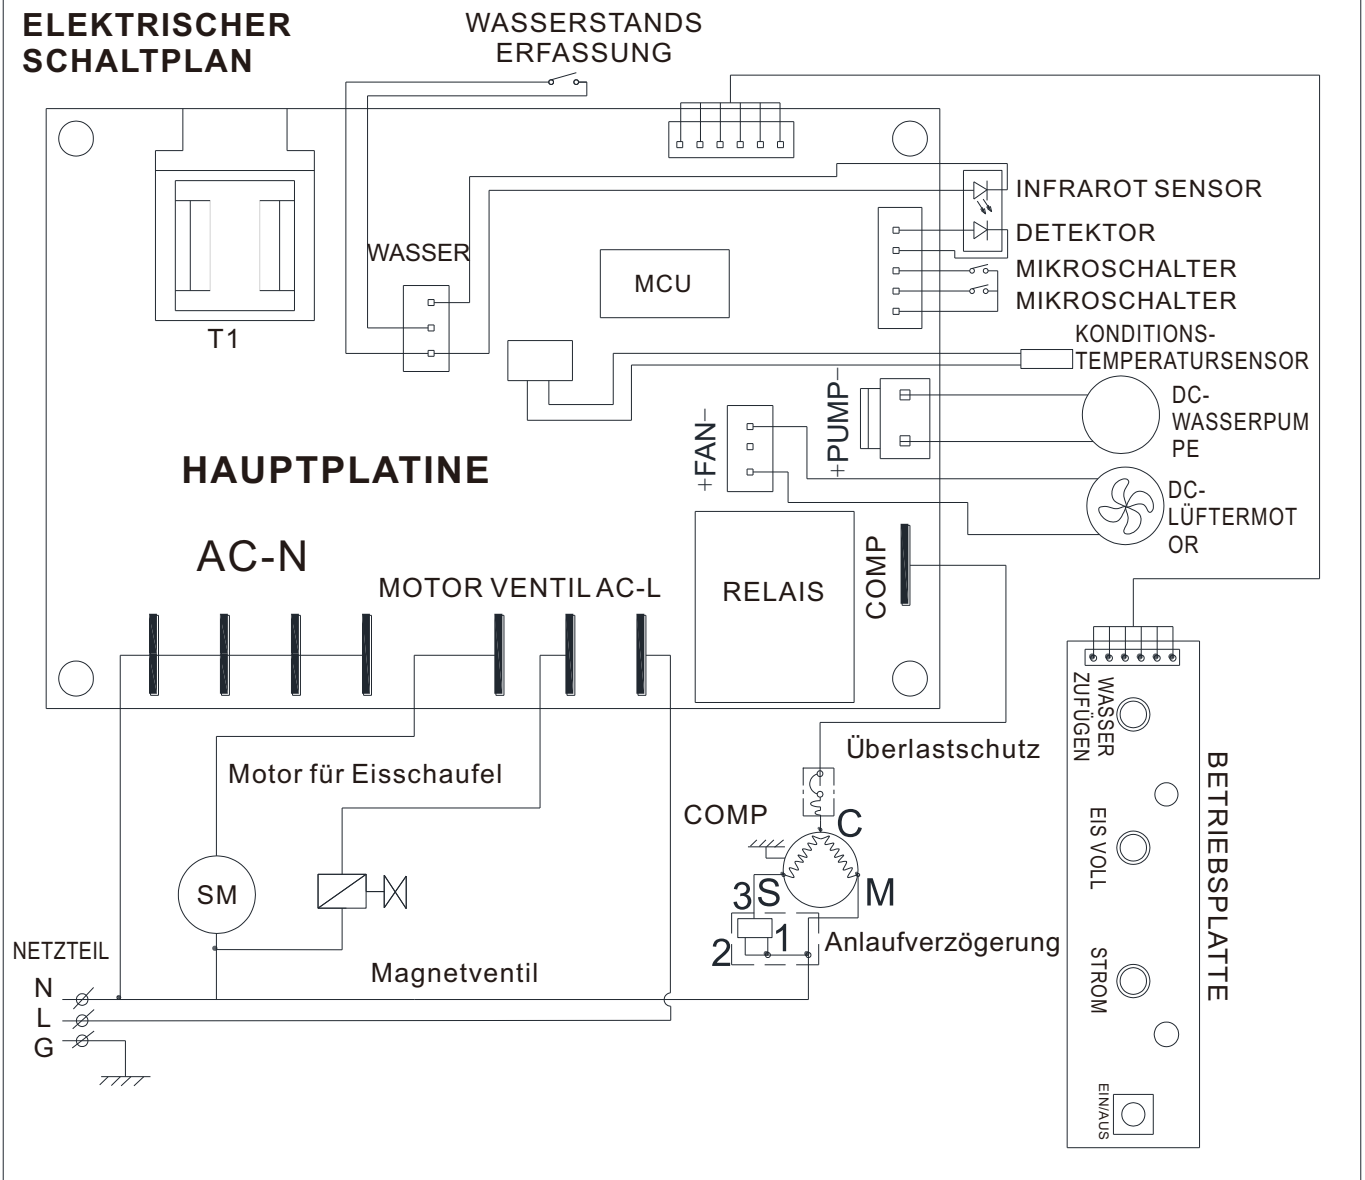 ELEKTRISCHER
SCHALTPLAN
WASSERSTANDS
ERFASSUNG
INFRAROT SENSOR
DETEKTOR
MIKROSCHALTER
MIKROSCHALTER
WASSER
MCU
T1
KONDITIONS-
TEMPERATURSENSOR
+PUMP-
DC-
WASSERPUM
PE
+FAN-
HAUPTPLATINE
DC-
LÜFTERMOT
OR
AC-N
MOTOR VENTIL AC-L
RELAIS
COMP
Überlastschutz
Motor für Eisschaufel
COMP
C
SM
3 S
M
1
2
Anlaufverzögerung
NETZTEIL
Magnetventil
N
L
G
WASSER
ZUFÜGEN
EIS VOLL
STROM
EIN/AUS
BETRIEBSPLATTE